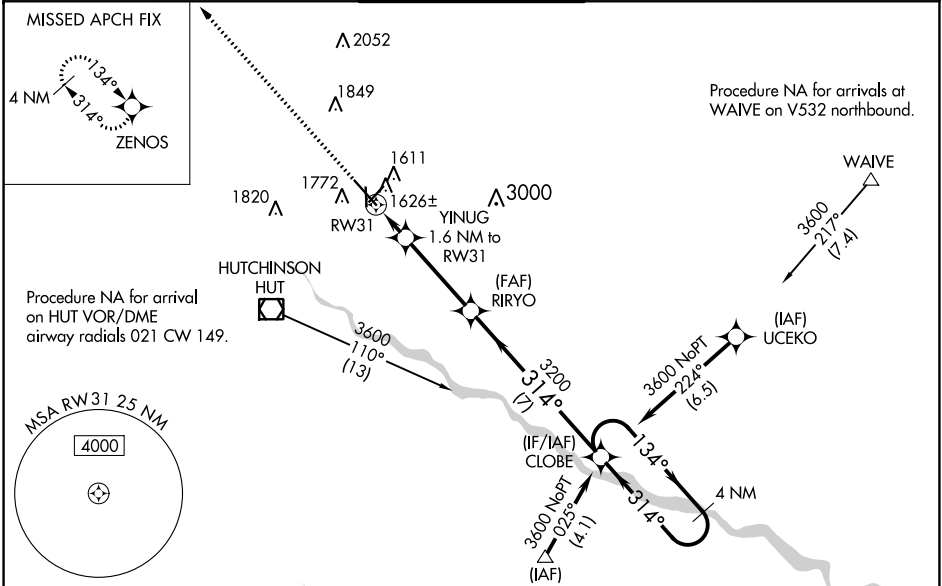 MISSED APCH FIX
4 NM
134°
314°
ZENOS
2052
1849
1611
1772
1820
1626±
3000
RW31
YINUG
1.6 NM to
RW31
Procedure NA for arrivals at
WAIVE on V532 northbound.
WAIVE
3600
217°
(7.4)
HUTCHINSON
HUT
(FAF)
RIRYO
Procedure NA for arrival
on HUT VOR/DME
airway radials 021 CW 149.
3600
110°
(13)
(IAF)
UCEKO
3600 NoPT
224°
(6.5)
3200
314°
(7)
MSA RW31 25 NM
4000
(IF/IAF)
CLOBE
134°
314°
4 NM
3600 NoPT
025°
(4.1)
(IAF)